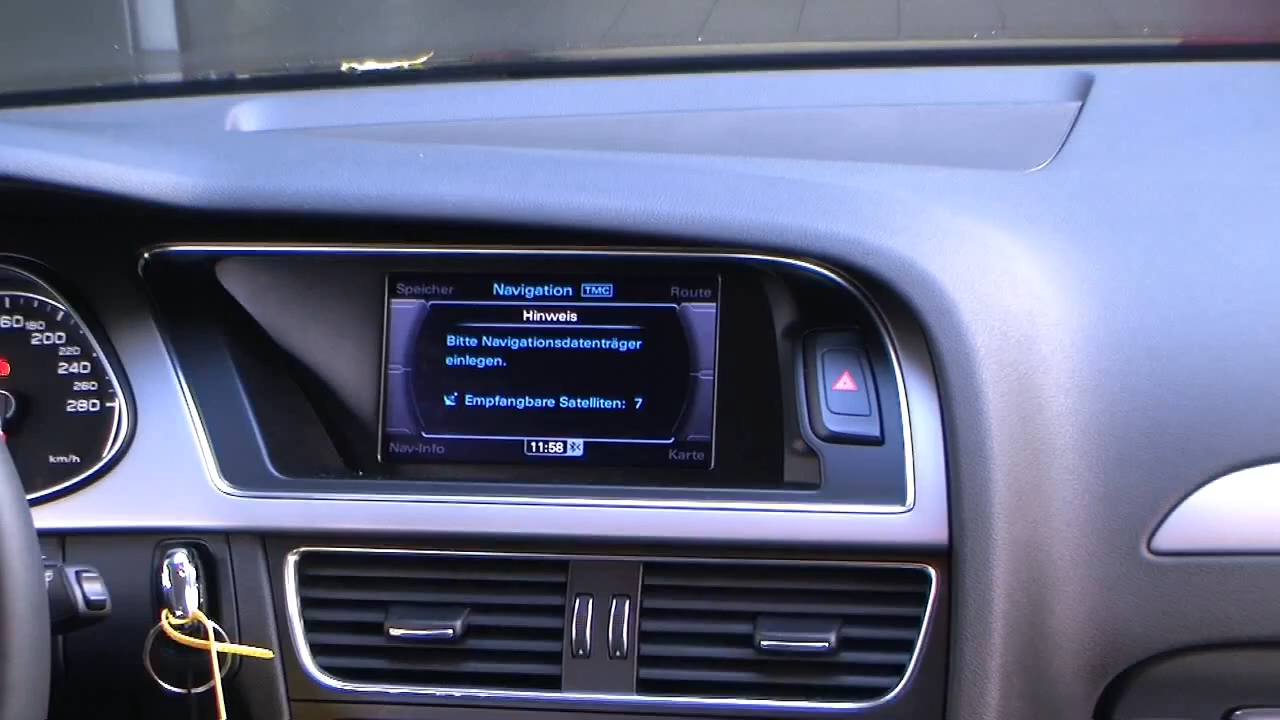 Speicher Navigation TMC Route
Hinweis
Bitte Navigationsdatenträger
einlegen.
Empfangbare Satelliten: 7
Nav-Info 11:58 Karte
180
200
220
240
260
280
km/h